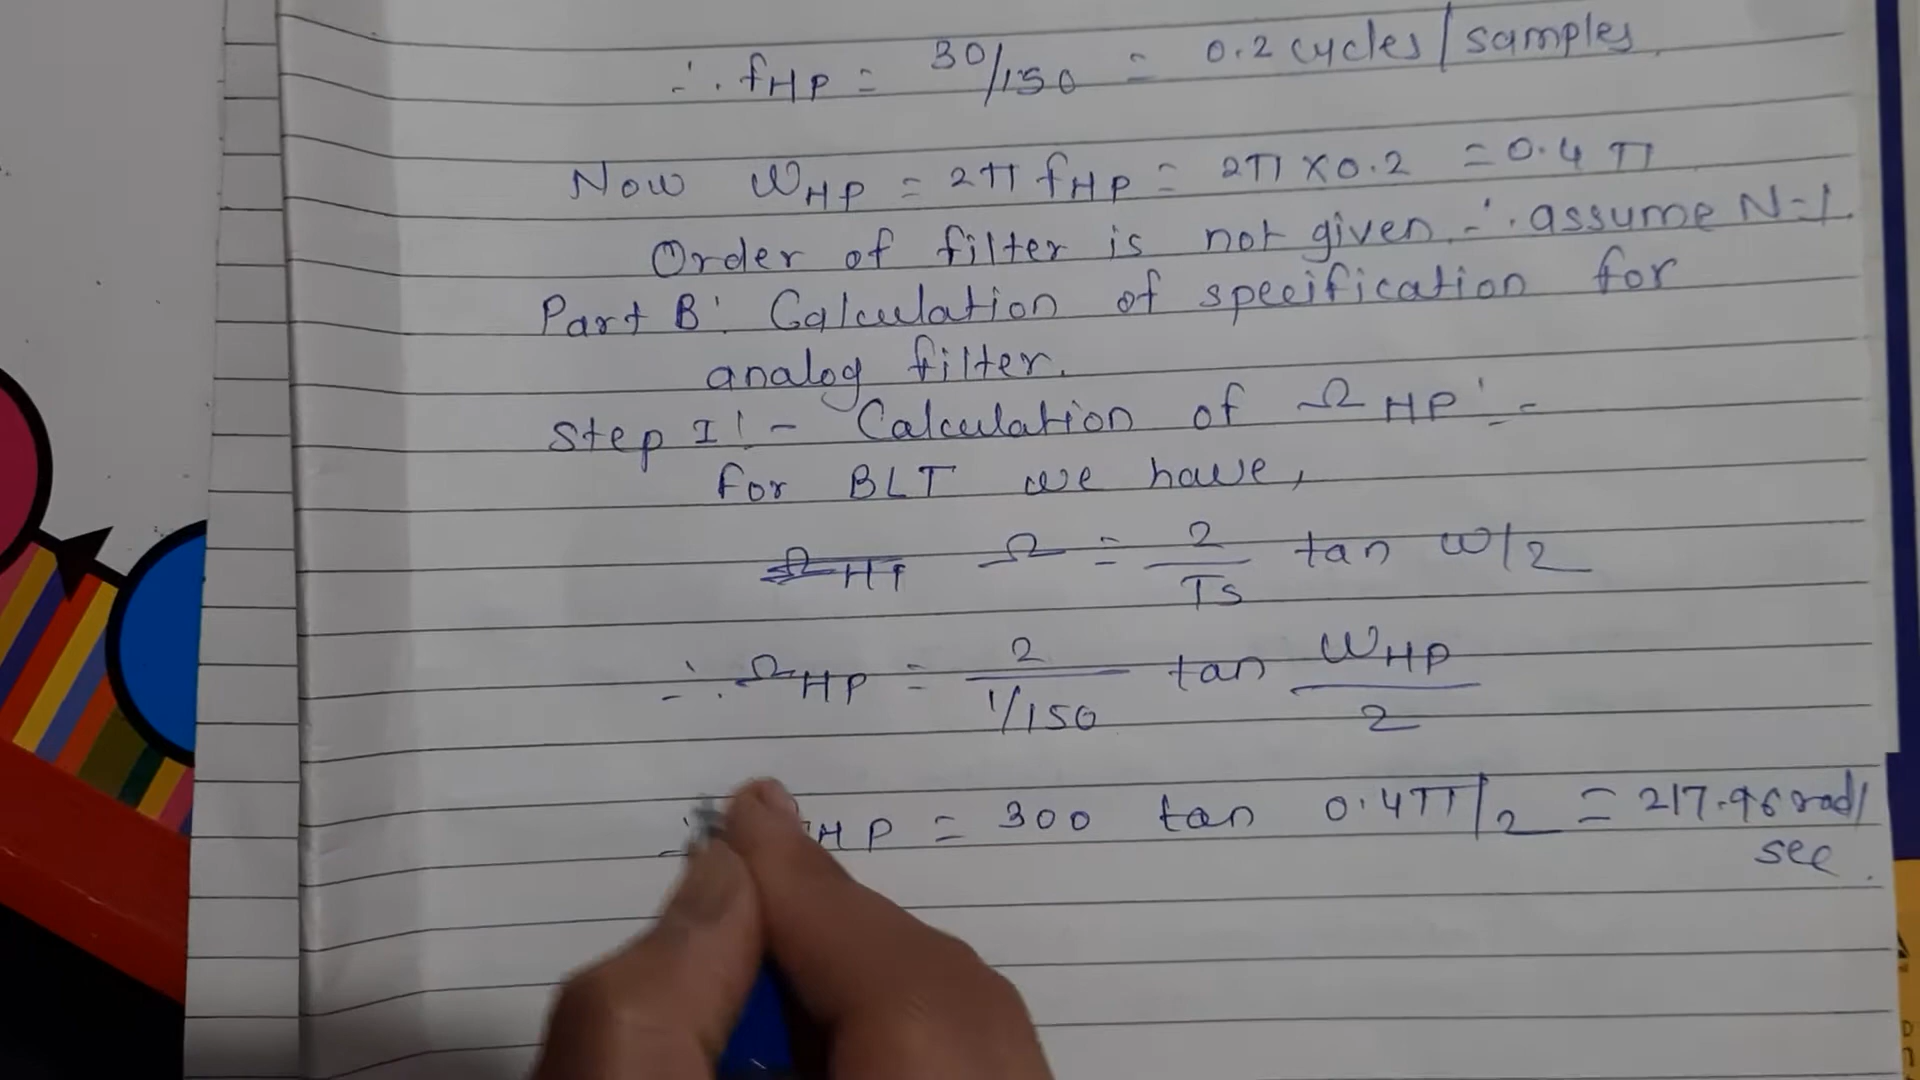 ∴ fHP = 30/150 = 0.2 cycles/samples.
Now WHP = 2π fHP = 2π × 0.2 = 0.4 π
Order of filter is not given. ∴ assume N=1.
Part B: Calculation of specification for
analog filter.
Step I:- Calculation of ΩHP:-
for BLT we have,
Ω = 2/Ts tan ω/2
∴ ΩHP = 2/(1/150) tan WHP/2
HP = 300 tan 0.4π/2 = 217.96 rad/
sec.